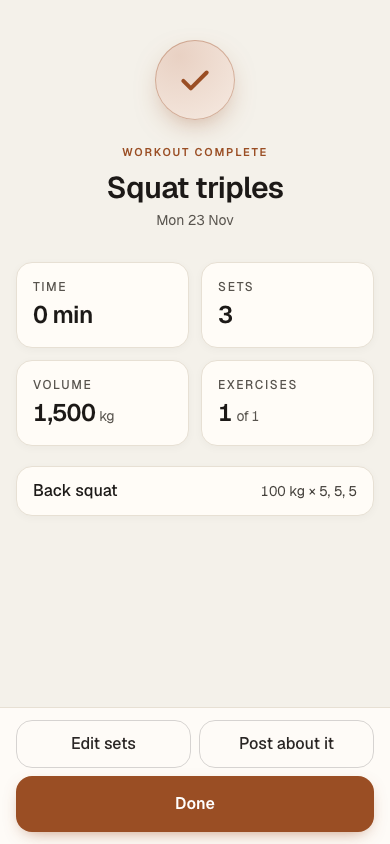 WORKOUT COMPLETE
Squat triples
Mon 23 Nov
TIME
0 min
SETS
3
VOLUME
1,500 kg
EXERCISES
1 of 1
Back squat
100 kg × 5, 5, 5
Edit sets
Post about it
Done